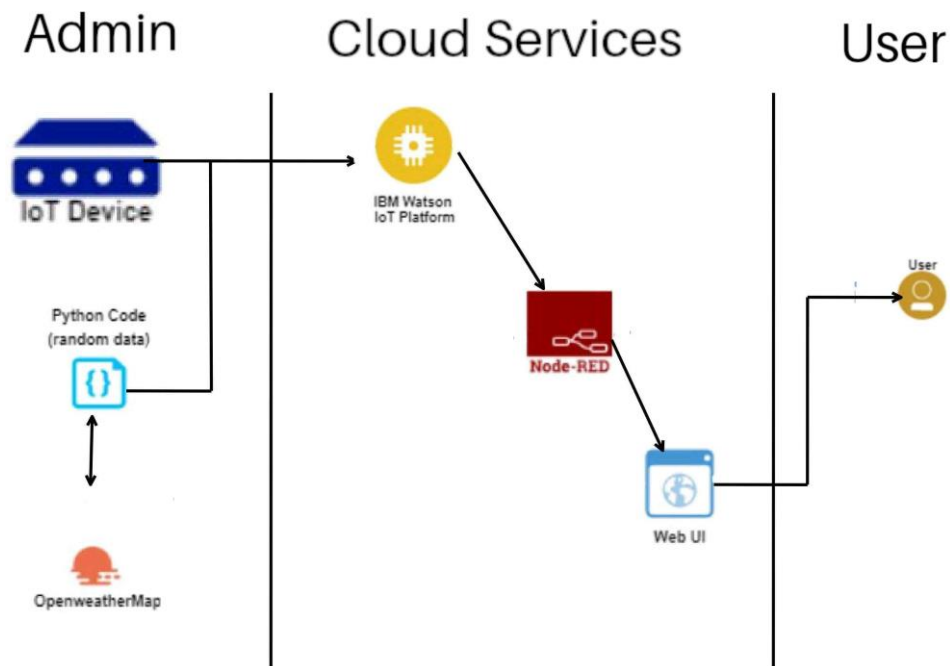 Admin
Cloud Services
User
IoT Device
IBM Watson
IoT Platform
User
Python Code
(random data)
Node-RED
Web UI
OpenweatherMap